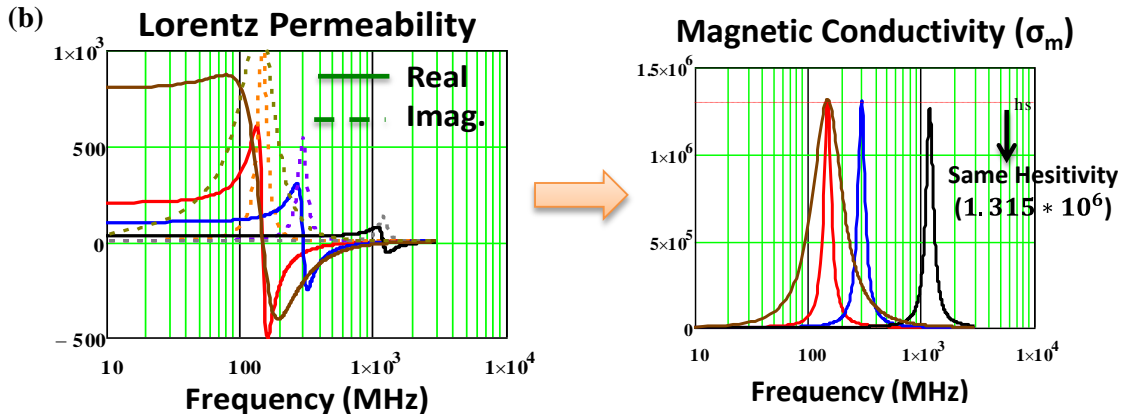 (b)
Lorentz Permeability
1×10³
500
0
− 500
10
100
1×10³
1×10⁴
Real
Imag.
Frequency (MHz)
Magnetic Conductivity (σₘ)
1.5×10⁶
1×10⁶
5×10⁵
0
10
100
1×10³
1×10⁴
hs
Same Hesitivity
(1.315 * 10⁶)
Frequency (MHz)